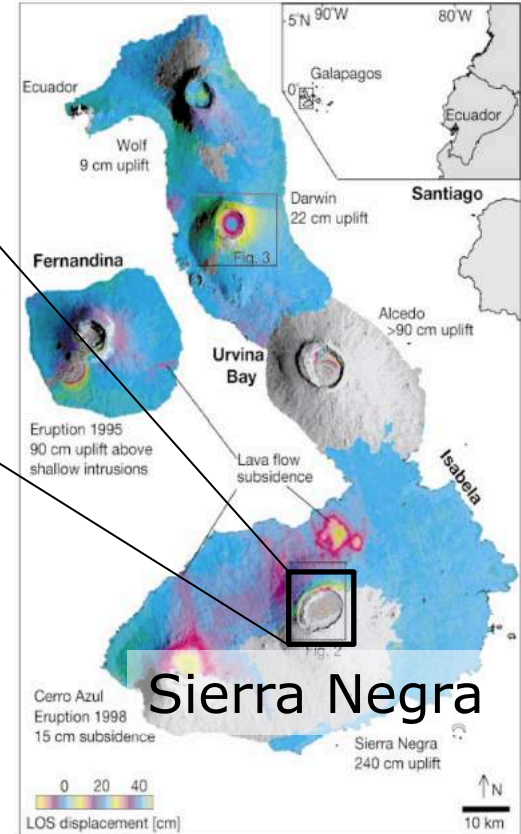 5°N
90°W
80°W
0°
Galapagos
Ecuador
Ecuador
Wolf
9 cm uplift
Santiago
Darwin
22 cm uplift
Fig. 3
Fernandina
Alcedo
>90 cm uplift
Urvina
Bay
Eruption 1995
90 cm uplift above
shallow intrusions
Lava flow
subsidence
Isabela
Fig. 2
Sierra Negra
Cerro Azul
Eruption 1998
15 cm subsidence
Sierra Negra
240 cm uplift
0 20 40
LOS displacement [cm]
N
10 km